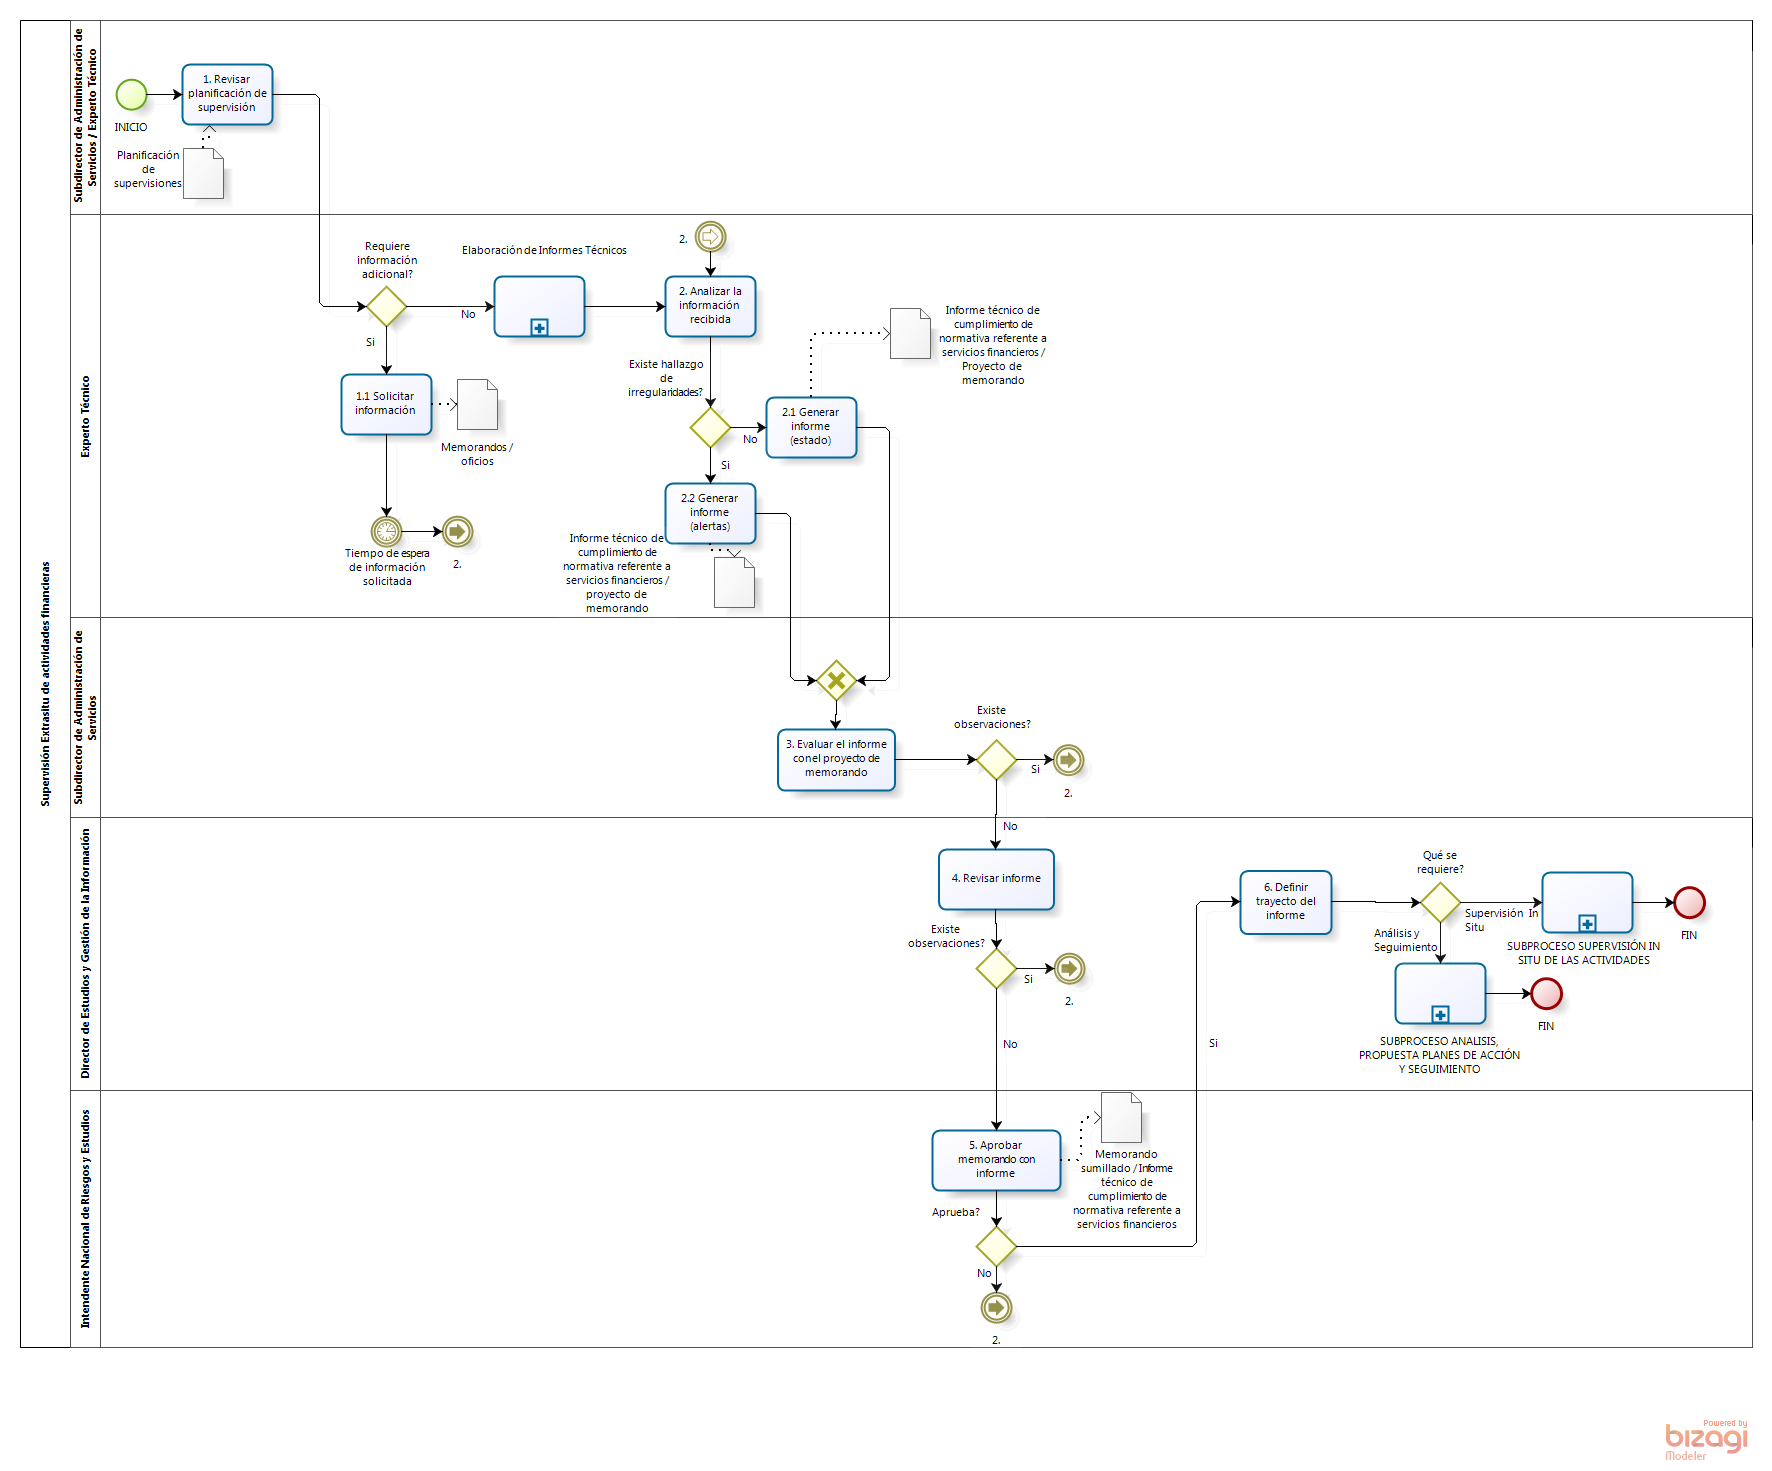 Supervisión Extrasitu de actividades financieras
Subdirector de Administración de
Servicios / Experto Técnico
INICIO
1. Revisar
planificación de
supervisión
Planificación
de
supervisiones
Experto Técnico
Requiere
información
adicional?
No
Si
Elaboración de Informes Técnicos
2.
2. Analizar la
información
recibida
1.1 Solicitar
información
Memorandos /
oficios
Tiempo de espera
de información
solicitada
2.
Existe hallazgo
de
irregularidades?
No
Si
2.1 Generar
informe
(estado)
Informe técnico de
cumplimiento de
normativa referente a
servicios financieros /
Proyecto de
memorando
2.2 Generar
informe
(alertas)
Informe técnico de
cumplimiento de
normativa referente a
servicios financieros /
proyecto de
memorando
Subdirector de Administración de
Servicios
3. Evaluar el informe
con el proyecto de
memorando
Existe
observaciones?
Si
2.
No
Director de Estudios y Gestión de la Información
4. Revisar informe
Existe
observaciones?
Si
2.
No
6. Definir
trayecto del
informe
Qué se
requiere?
Supervisión In
Situ
Análisis y
Seguimiento
SUBPROCESO SUPERVISIÓN IN
SITU DE LAS ACTIVIDADES
FIN
SUBPROCESO ANALISIS,
PROPUESTA PLANES DE ACCIÓN
Y SEGUIMIENTO
FIN
Si
Intendente Nacional de Riesgos y Estudios
5. Aprobar
memorando con
informe
Memorando
sumillado / Informe
técnico de
cumplimiento de
normativa referente a
servicios financieros
Aprueba?
No
2.
Powered by
bizagi
Modeler